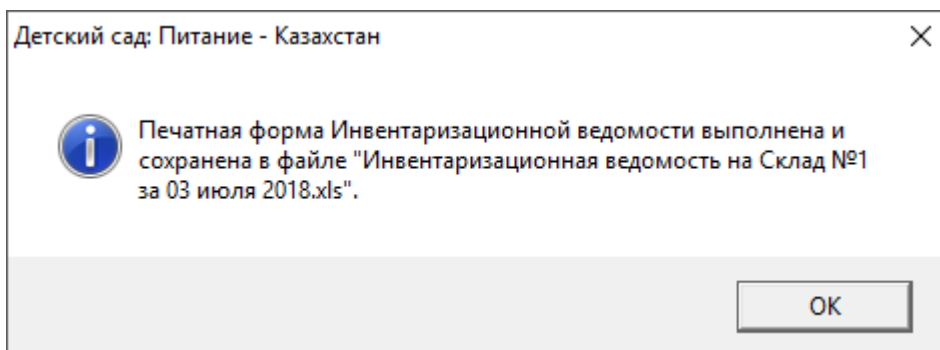 Детский сад: Питание - Казахстан
Печатная форма Инвентаризационной ведомости выполнена и
сохранена в файле "Инвентаризационная ведомость на Склад №1
за 03 июля 2018.xls".
ОК